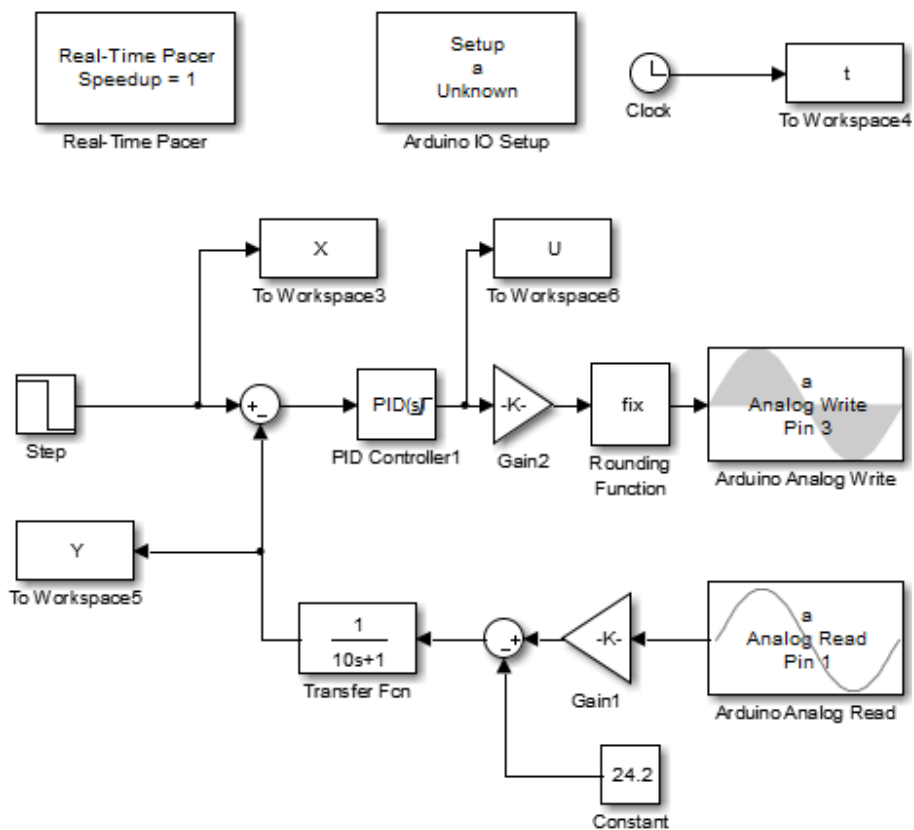 Real-Time Pacer
Speedup = 1
Real-Time Pacer
Setup
a
Unknown
Arduino IO Setup
Clock
t
To Workspace4
X
To Workspace3
U
To Workspace6
Step
+
_
PID(s)
PID Controller1
-K-
Gain2
fix
Rounding
Function
a
Analog Write
Pin 3
Arduino Analog Write
Y
To Workspace5
1
10s+1
Transfer Fcn
_
+
-K-
Gain1
a
Analog Read
Pin 1
Arduino Analog Read
24.2
Constant